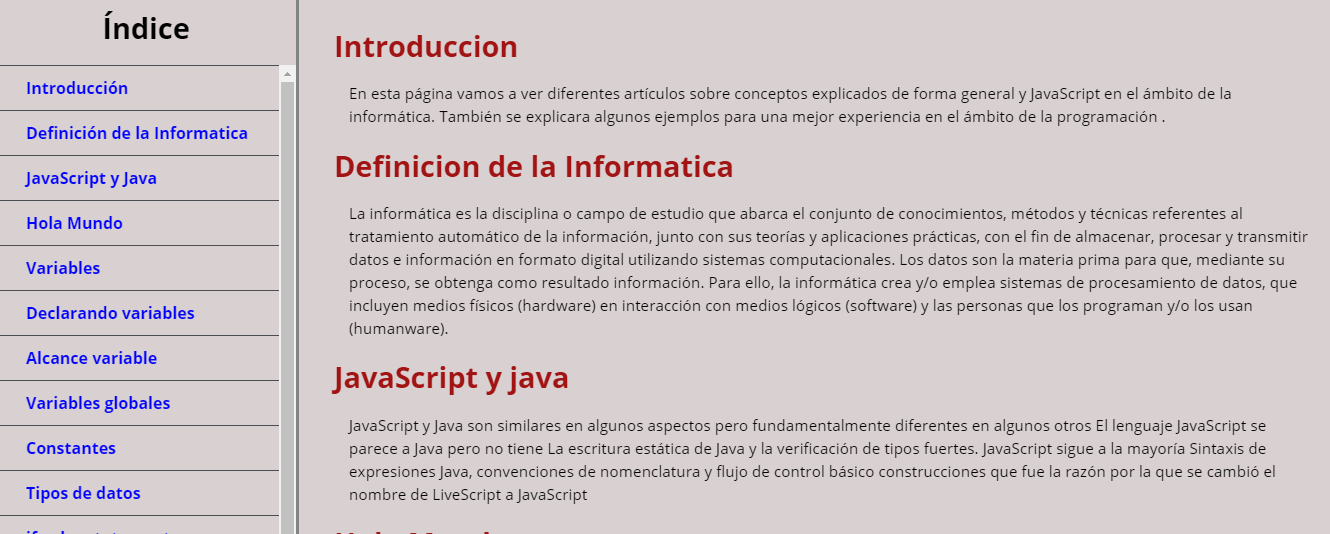 Índice
Introducción
Definición de la Informatica
JavaScript y Java
Hola Mundo
Variables
Declarando variables
Alcance variable
Variables globales
Constantes
Tipos de datos
Introduccion
En esta página vamos a ver diferentes artículos sobre conceptos explicados de forma general y JavaScript en el ámbito de la
informática. También se explicara algunos ejemplos para una mejor experiencia en el ámbito de la programación .
Definicion de la Informatica
La informática es la disciplina o campo de estudio que abarca el conjunto de conocimientos, métodos y técnicas referentes al
tratamiento automático de la información, junto con sus teorías y aplicaciones prácticas, con el fin de almacenar, procesar y transmitir
datos e información en formato digital utilizando sistemas computacionales. Los datos son la materia prima para que, mediante su
proceso, se obtenga como resultado información. Para ello, la informática crea y/o emplea sistemas de procesamiento de datos, que
incluyen medios físicos (hardware) en interacción con medios lógicos (software) y las personas que los programan y/o los usan
(humanware).
JavaScript y java
JavaScript y Java son similares en algunos aspectos pero fundamentalmente diferentes en algunos otros El lenguaje JavaScript se
parece a Java pero no tiene La escritura estática de Java y la verificación de tipos fuertes. JavaScript sigue a la mayoría Sintaxis de
expresiones Java, convenciones de nomenclatura y flujo de control básico construcciones que fue la razón por la que se cambió el
nombre de LiveScript a JavaScript